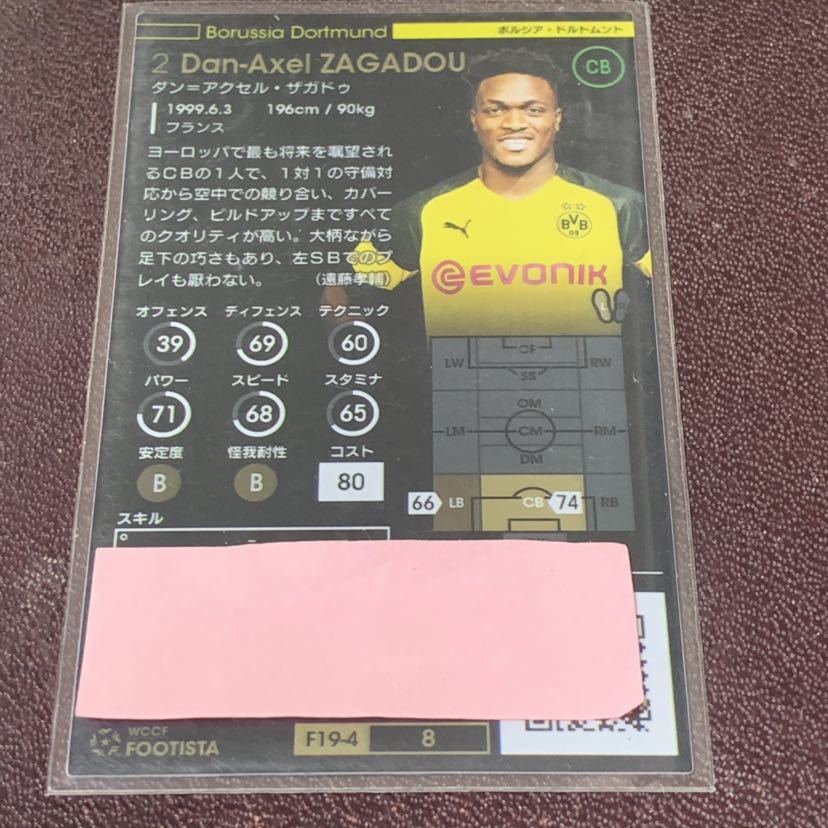 Borussia Dortmund ボルシア・ドルトムント
2 Dan-Axel ZAGADOU CB
ダン＝アクセル・ザガドゥ
1999.6.3 196cm / 90kg
フランス
ヨーロッパで最も将来を嘱望され
るCBの1人で、1対1の守備対
応から空中での競り合い、カバー
リング、ビルドアップまですべて
のクオリティが高い。大柄ながら
足下の巧さもあり、左SBでのプ
レイも厭わない。 （遠藤孝輔）
PUMA
BVB
09
EVONIK
L R
オフェンス ディフェンス テクニック
39 69 60
パワー スピード スタミナ
71 68 65
安定度 怪我耐性 コスト
B B 80
CF
LW RW
SS
OM
LM CM RM
DM
66 LB CB 74 RB
スキル
-
WCCF
FOOTISTA
F19-4 8